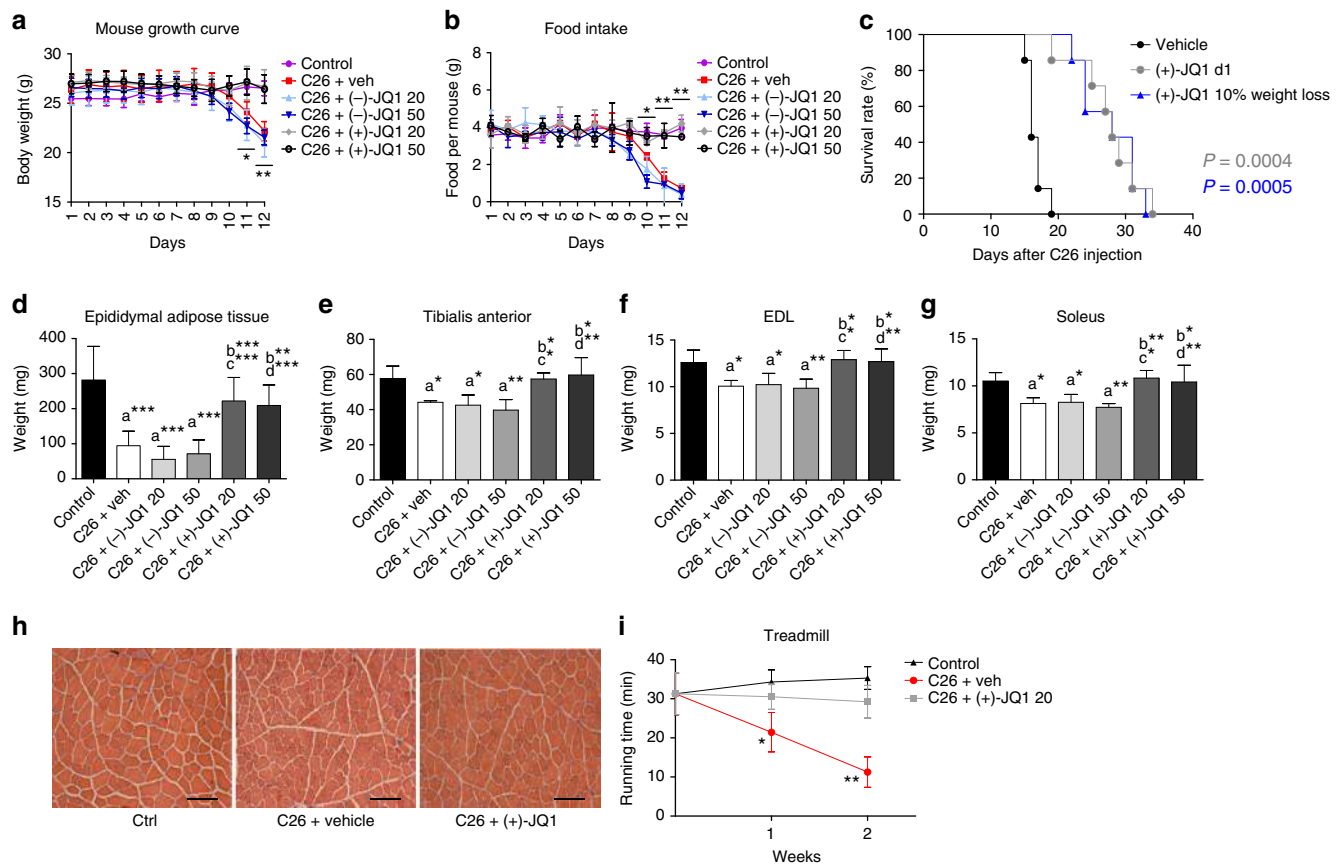 a
Mouse growth curve
Body weight (g)
30
25
20
15
1 2 3 4 5 6 7 8 9 10 11 12
Days
*
**
Control
C26 + veh
C26 + (–)-JQ1 20
C26 + (–)-JQ1 50
C26 + (+)-JQ1 20
C26 + (+)-JQ1 50
b
Food intake
Food per mouse (g)
8
6
4
2
0
1 2 3 4 5 6 7 8 9 10 11 12
Days
* ** **
Control
C26 + veh
C26 + (–)-JQ1 20
C26 + (–)-JQ1 50
C26 + (+)-JQ1 20
C26 + (+)-JQ1 50
c
Survival rate (%)
100
80
60
40
20
0
0 10 20 30 40
Days after C26 injection
Vehicle
(+)-JQ1 d1
(+)-JQ1 10% weight loss
P = 0.0004
P = 0.0005
d
Epididymal adipose tissue
Weight (mg)
400
300
200
100
0
a***
a***
a***
b***
c***
b**
d***
Control
C26 + veh
C26 + (–)-JQ1 20
C26 + (–)-JQ1 50
C26 + (+)-JQ1 20
C26 + (+)-JQ1 50
e
Tibialis anterior
Weight (mg)
80
60
40
20
0
a*
a*
a**
b*
c*
b*
d**
Control
C26 + veh
C26 + (–)-JQ1 20
C26 + (–)-JQ1 50
C26 + (+)-JQ1 20
C26 + (+)-JQ1 50
f
EDL
Weight (mg)
15
10
5
0
a*
a*
a**
b*
c*
b*
d**
Control
C26 + veh
C26 + (–)-JQ1 20
C26 + (–)-JQ1 50
C26 + (+)-JQ1 20
C26 + (+)-JQ1 50
g
Soleus
Weight (mg)
15
10
5
0
a*
a*
a**
b**
c*
b*
d**
Control
C26 + veh
C26 + (–)-JQ1 20
C26 + (–)-JQ1 50
C26 + (+)-JQ1 20
C26 + (+)-JQ1 50
h
Ctrl
C26 + vehicle
C26 + (+)-JQ1
i
Treadmill
Running time (min)
40
30
20
10
0
*
**
1 2
Weeks
Control
C26 + veh
C26 + (+)-JQ1 20